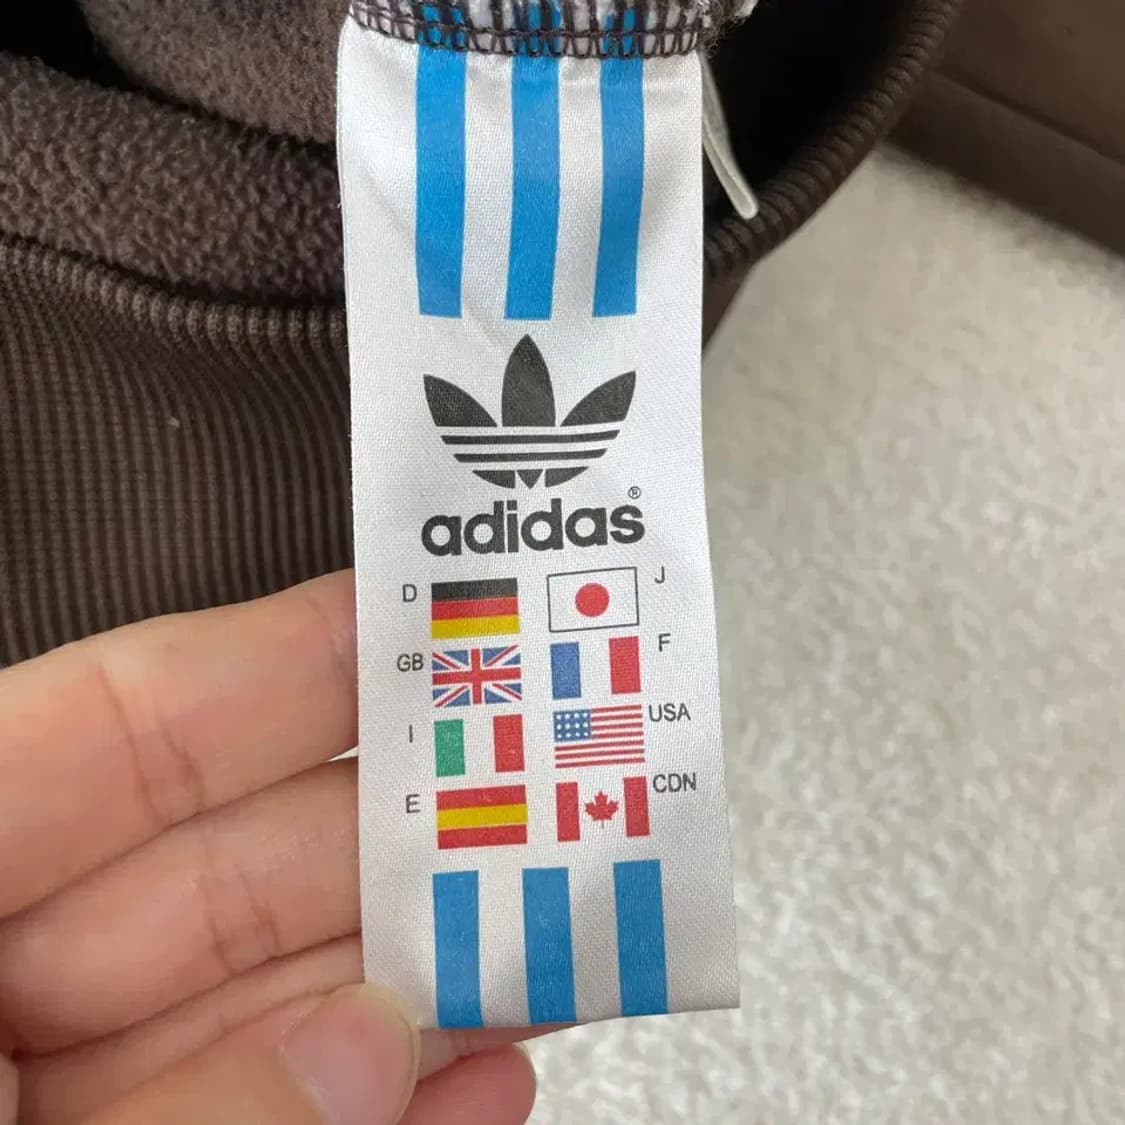 adidas®
D J
GB F
I USA
E CDN